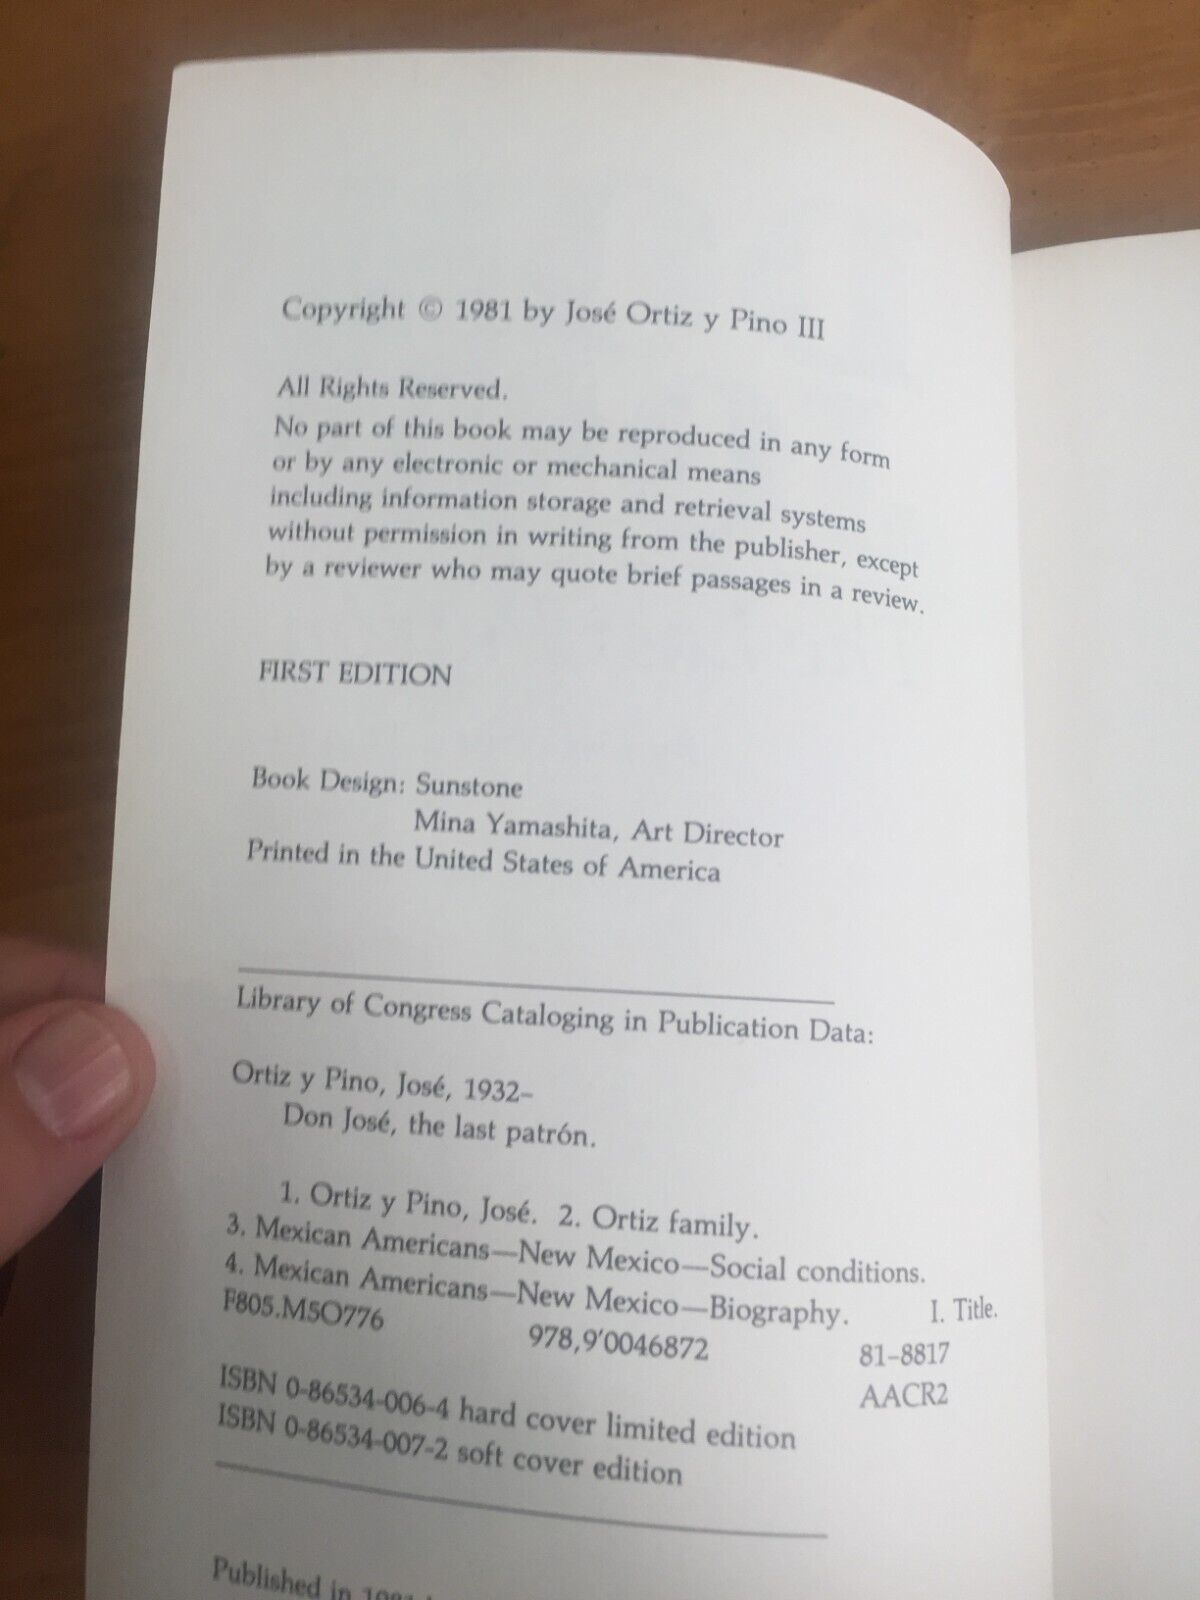 Copyright © 1981 by José Ortiz y Pino III
All Rights Reserved.
No part of this book may be reproduced in any form
or by any electronic or mechanical means
including information storage and retrieval systems
without permission in writing from the publisher, except
by a reviewer who may quote brief passages in a review.
FIRST EDITION
Book Design: Sunstone
Mina Yamashita, Art Director
Printed in the United States of America
Library of Congress Cataloging in Publication Data:
Ortiz y Pino, José, 1932–
Don José, the last patrón.
1. Ortiz y Pino, José. 2. Ortiz family.
3. Mexican Americans—New Mexico—Social conditions.
4. Mexican Americans—New Mexico—Biography. I. Title.
F805.M5O776 978,9'0046872 81–8817
AACR2
ISBN 0-86534-006-4 hard cover limited edition
ISBN 0-86534-007-2 soft cover edition
Published in 1981